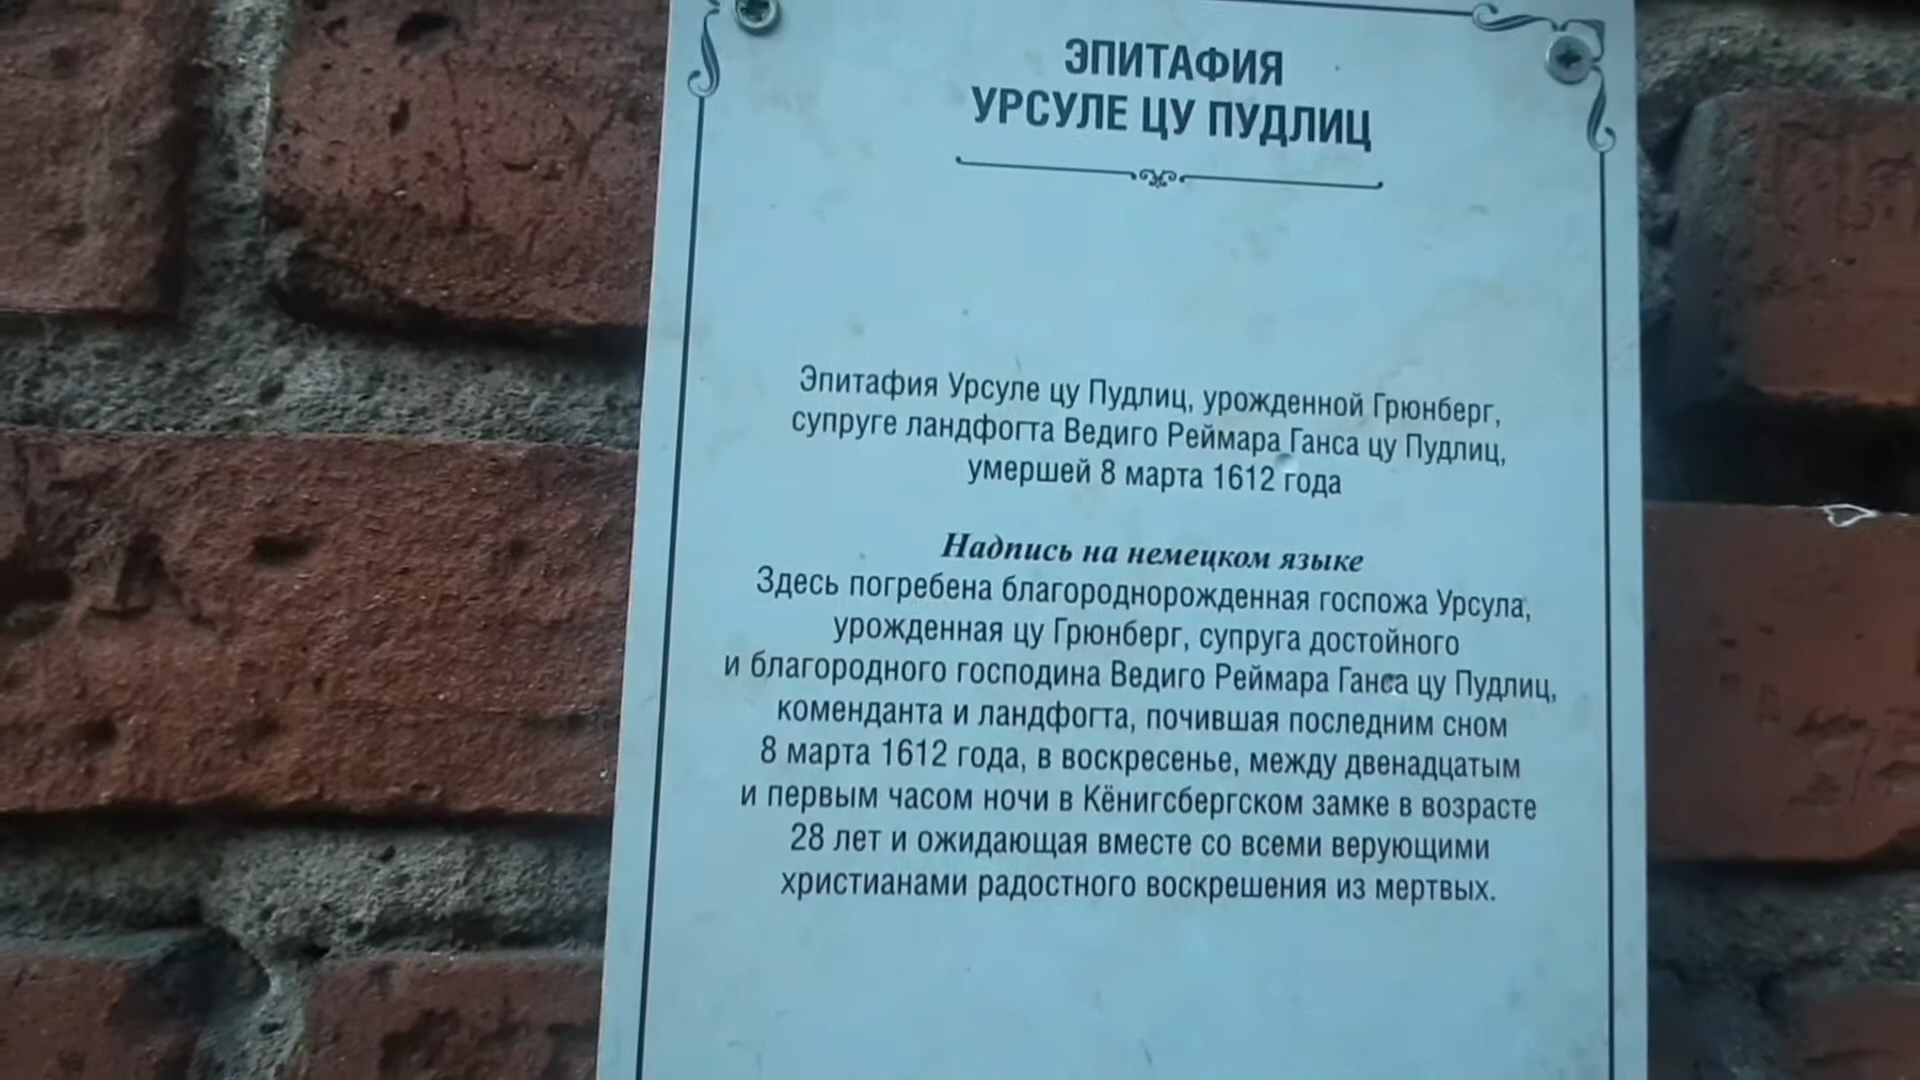 ЭПИТАФИЯ
УРСУЛЕ ЦУ ПУДЛИЦ
Эпитафия Урсуле цу Пудлиц, урожденной Грюнберг,
супруге ландфогта Ведиго Реймара Ганса цу Пудлиц,
умершей 8 марта 1612 года
Надпись на немецком языке
Здесь погребена благороднорожденная госпожа Урсула,
урожденная цу Грюнберг, супруга достойного
и благородного господина Ведиго Реймара Ганса цу Пудлиц,
коменданта и ландфогта, почившая последним сном
8 марта 1612 года, в воскресенье, между двенадцатым
и первым часом ночи в Кёнигсбергском замке в возрасте
28 лет и ожидающая вместе со всеми верующими
христианами радостного воскрешения из мертвых.